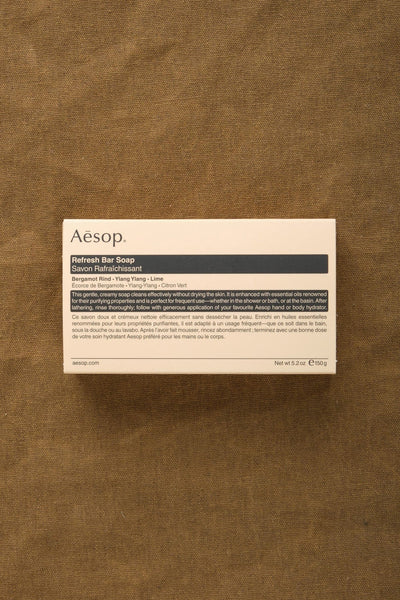 Aēsop®
Refresh Bar Soap
Savon Rafraîchissant
Bergamot Rind • Ylang Ylang • Lime
Ecorce de Bergamote • Ylang-Ylang • Citron Vert
This gentle, creamy soap cleans effectively without drying the skin. It is enhanced with essential oils renowned
for their purifying properties and is perfect for frequent use—whether in the shower or bath, or at the basin. After
lathering, rinse thoroughly; follow with generous application of your favourite Aesop hand or body hydrator
Ce savon doux et crémeux nettoie efficacement sans dessécher la peau. Enrichi en huiles essentielles
renommées pour leurs propriétés purifiantes, il est adapté à un usage fréquent—que ce soit dans le bain,
sous la douche ou au lavabo. Après l'avoir fait mousser, rincez abondamment ; terminez avec une bonne dose
de votre soin hydratant Aesop préféré pour les mains ou le corps.
aesop.com Net wt 5.2 oz ℮150 g